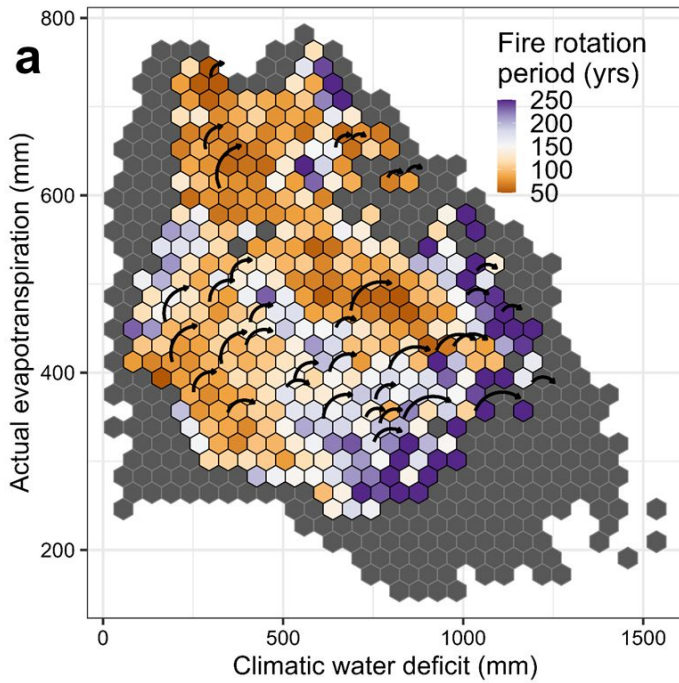 a
Fire rotation
period (yrs)
250
200
150
100
50
800
600
400
200
Actual evapotranspiration (mm)
0
500
1000
1500
Climatic water deficit (mm)